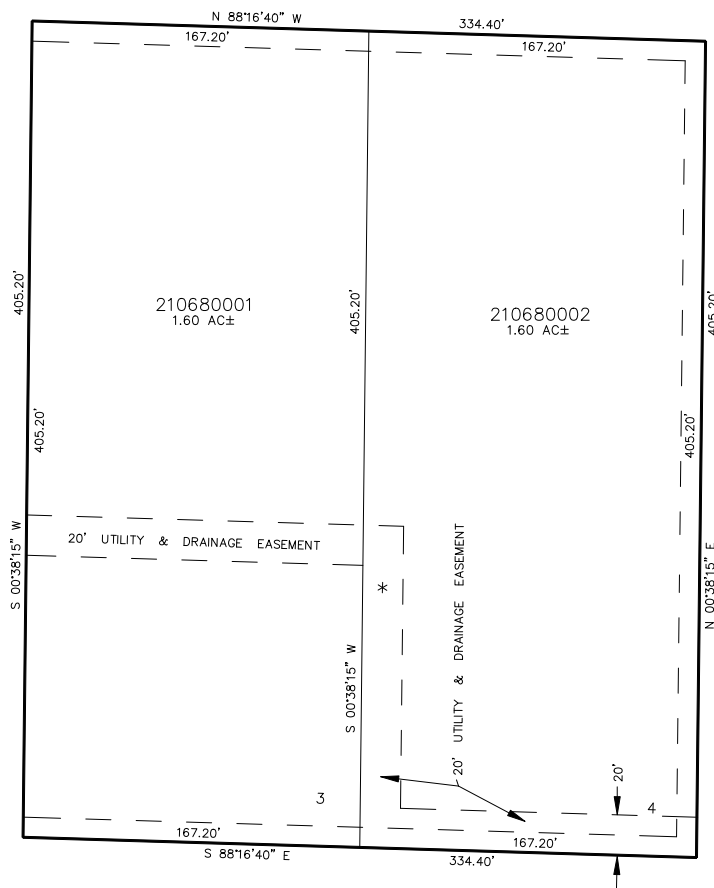 N 88°16'40" W
334.40'
167.20'
167.20'
405.20'
210680001
1.60 AC±
405.20'
210680002
1.60 AC±
405.20'
405.20'
405.20'
S 00°38'15" W
20' UTILITY & DRAINAGE EASEMENT
*
S 00°38'15" W
20' UTILITY & DRAINAGE EASEMENT
N 00°38'15" E
20'
3
4
167.20'
167.20'
S 88°16'40" E
334.40'